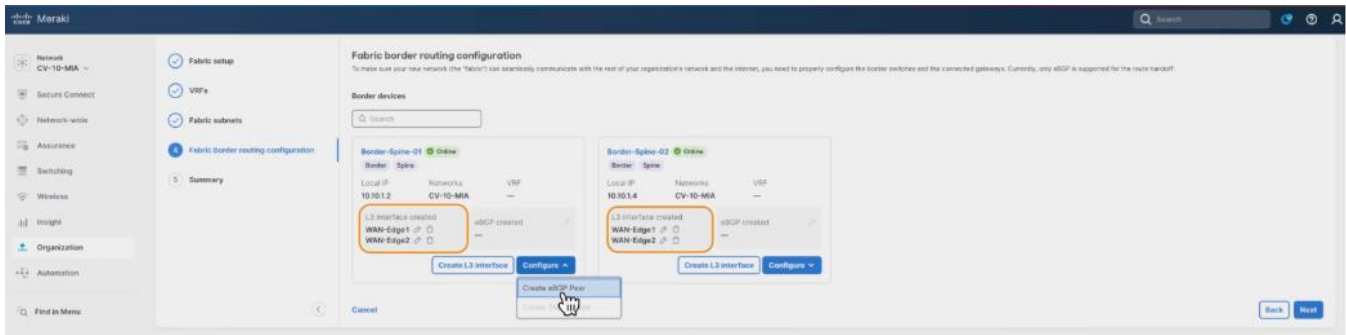 cisco Meraki
Search
Network
CV-10-MIA
Secure Connect
Network-wide
Assurance
Switching
Wireless
Insight
Organization
Automation
Find in Menu
Fabric setup
VRFs
Fabric subnets
4 Fabric border routing configuration
5 Summary
Fabric border routing configuration
To make sure your new network (the "fabric") can seamlessly communicate with the rest of your organization's network and the internet, you need to properly configure the border switches and the connected gateways. Currently, only eBGP is supported for the route handoff.
Border devices
Search
Border-Spine-01 Online
Border Spine
Local IP Networks VRF
10.10.1.2 CV-10-MIA —
L3 interface created
WAN-Edge1
WAN-Edge2
eBGP created
—
Create L3 interface Configure
Create eBGP Peer
Border-Spine-02 Online
Border Spine
Local IP Networks VRF
10.10.1.4 CV-10-MIA —
L3 interface created
WAN-Edge1
WAN-Edge2
eBGP created
—
Create L3 interface Configure
Cancel
Back Next